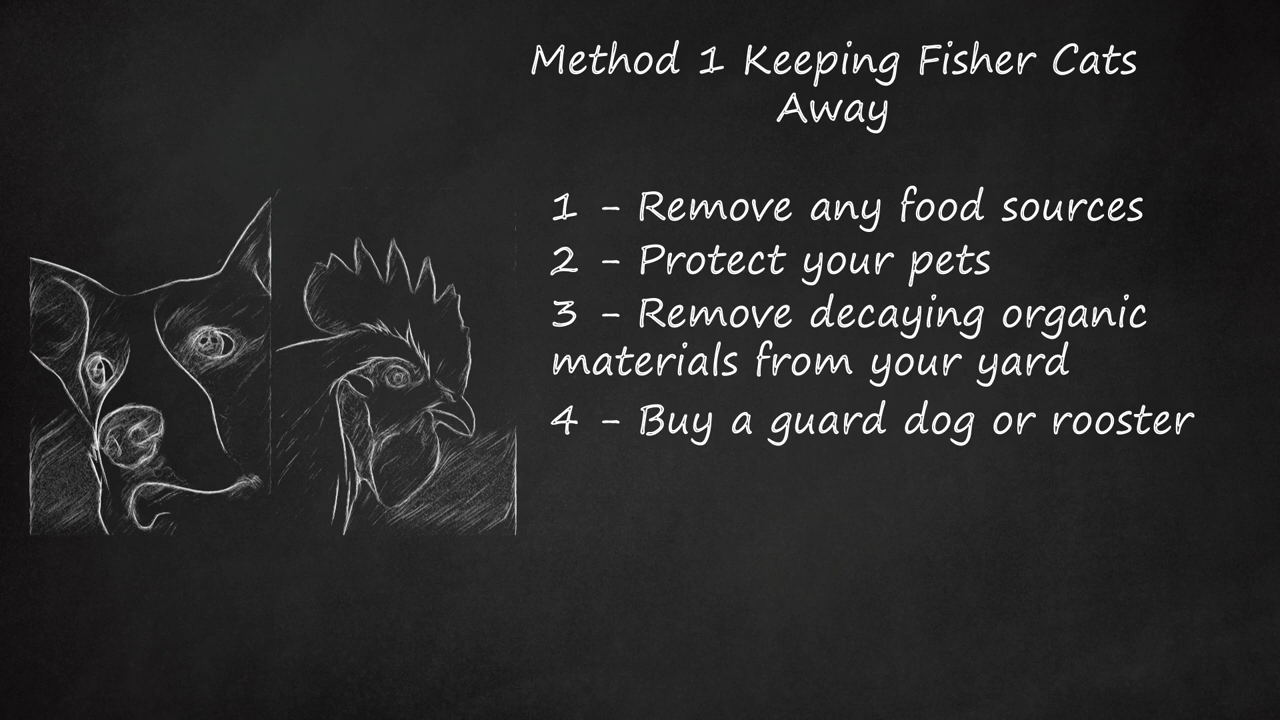 Method 1 Keeping Fisher Cats
Away
1 - Remove any food sources
2 - Protect your pets
3 - Remove decaying organic
materials from your yard
4 - Buy a guard dog or rooster